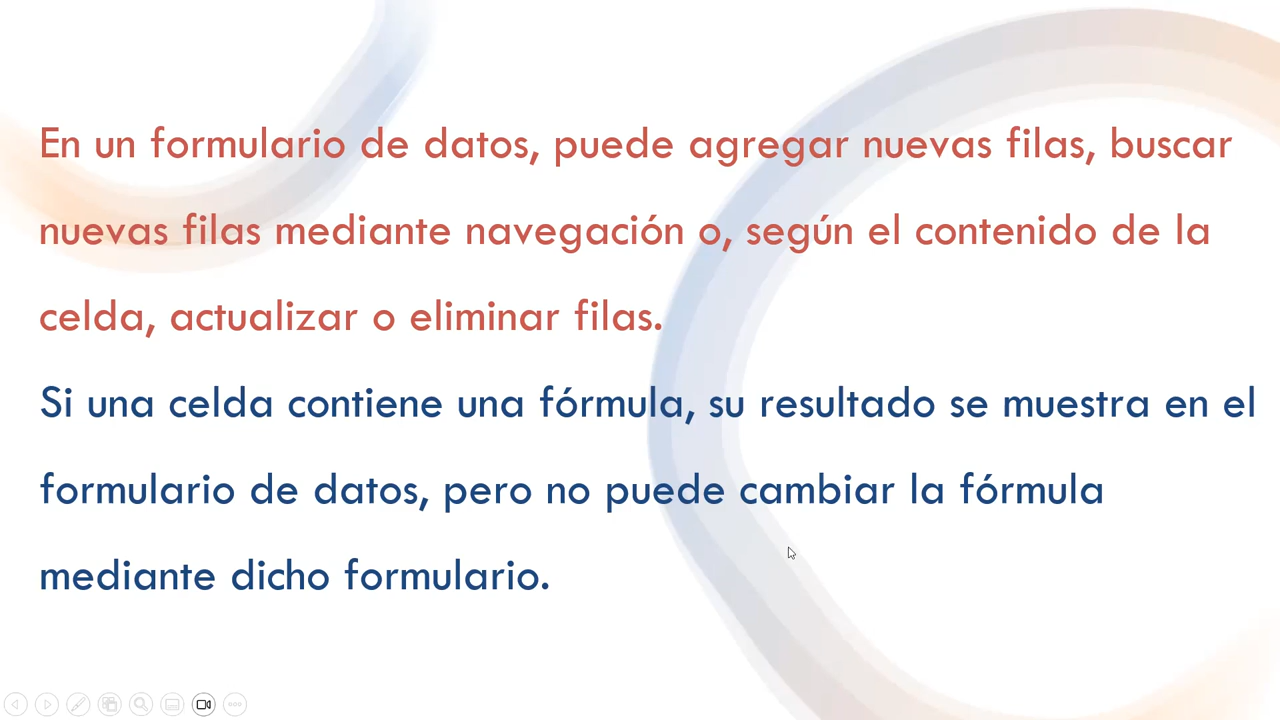 En un formulario de datos, puede agregar nuevas filas, buscar
nuevas filas mediante navegación o, según el contenido de la
celda, actualizar o eliminar filas.
Si una celda contiene una fórmula, su resultado se muestra en el
formulario de datos, pero no puede cambiar la fórmula
mediante dicho formulario.